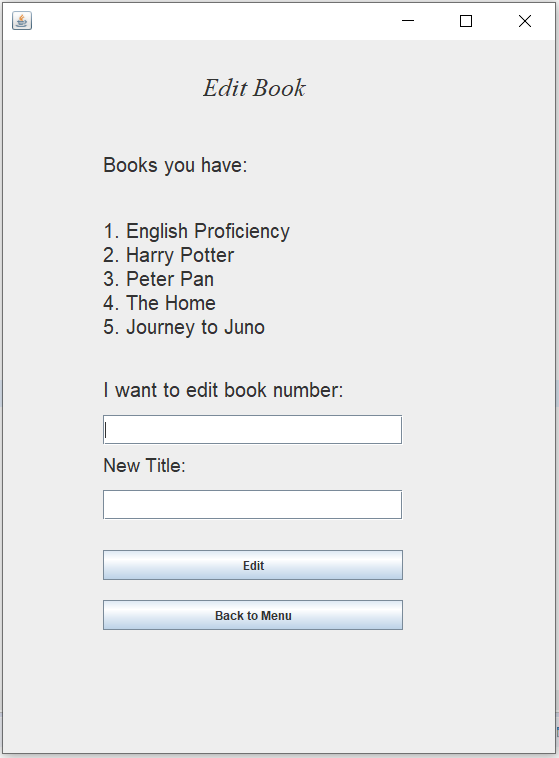 Edit Book
Books you have:
1. English Proficiency
2. Harry Potter
3. Peter Pan
4. The Home
5. Journey to Juno
I want to edit book number:
New Title:
Edit
Back to Menu